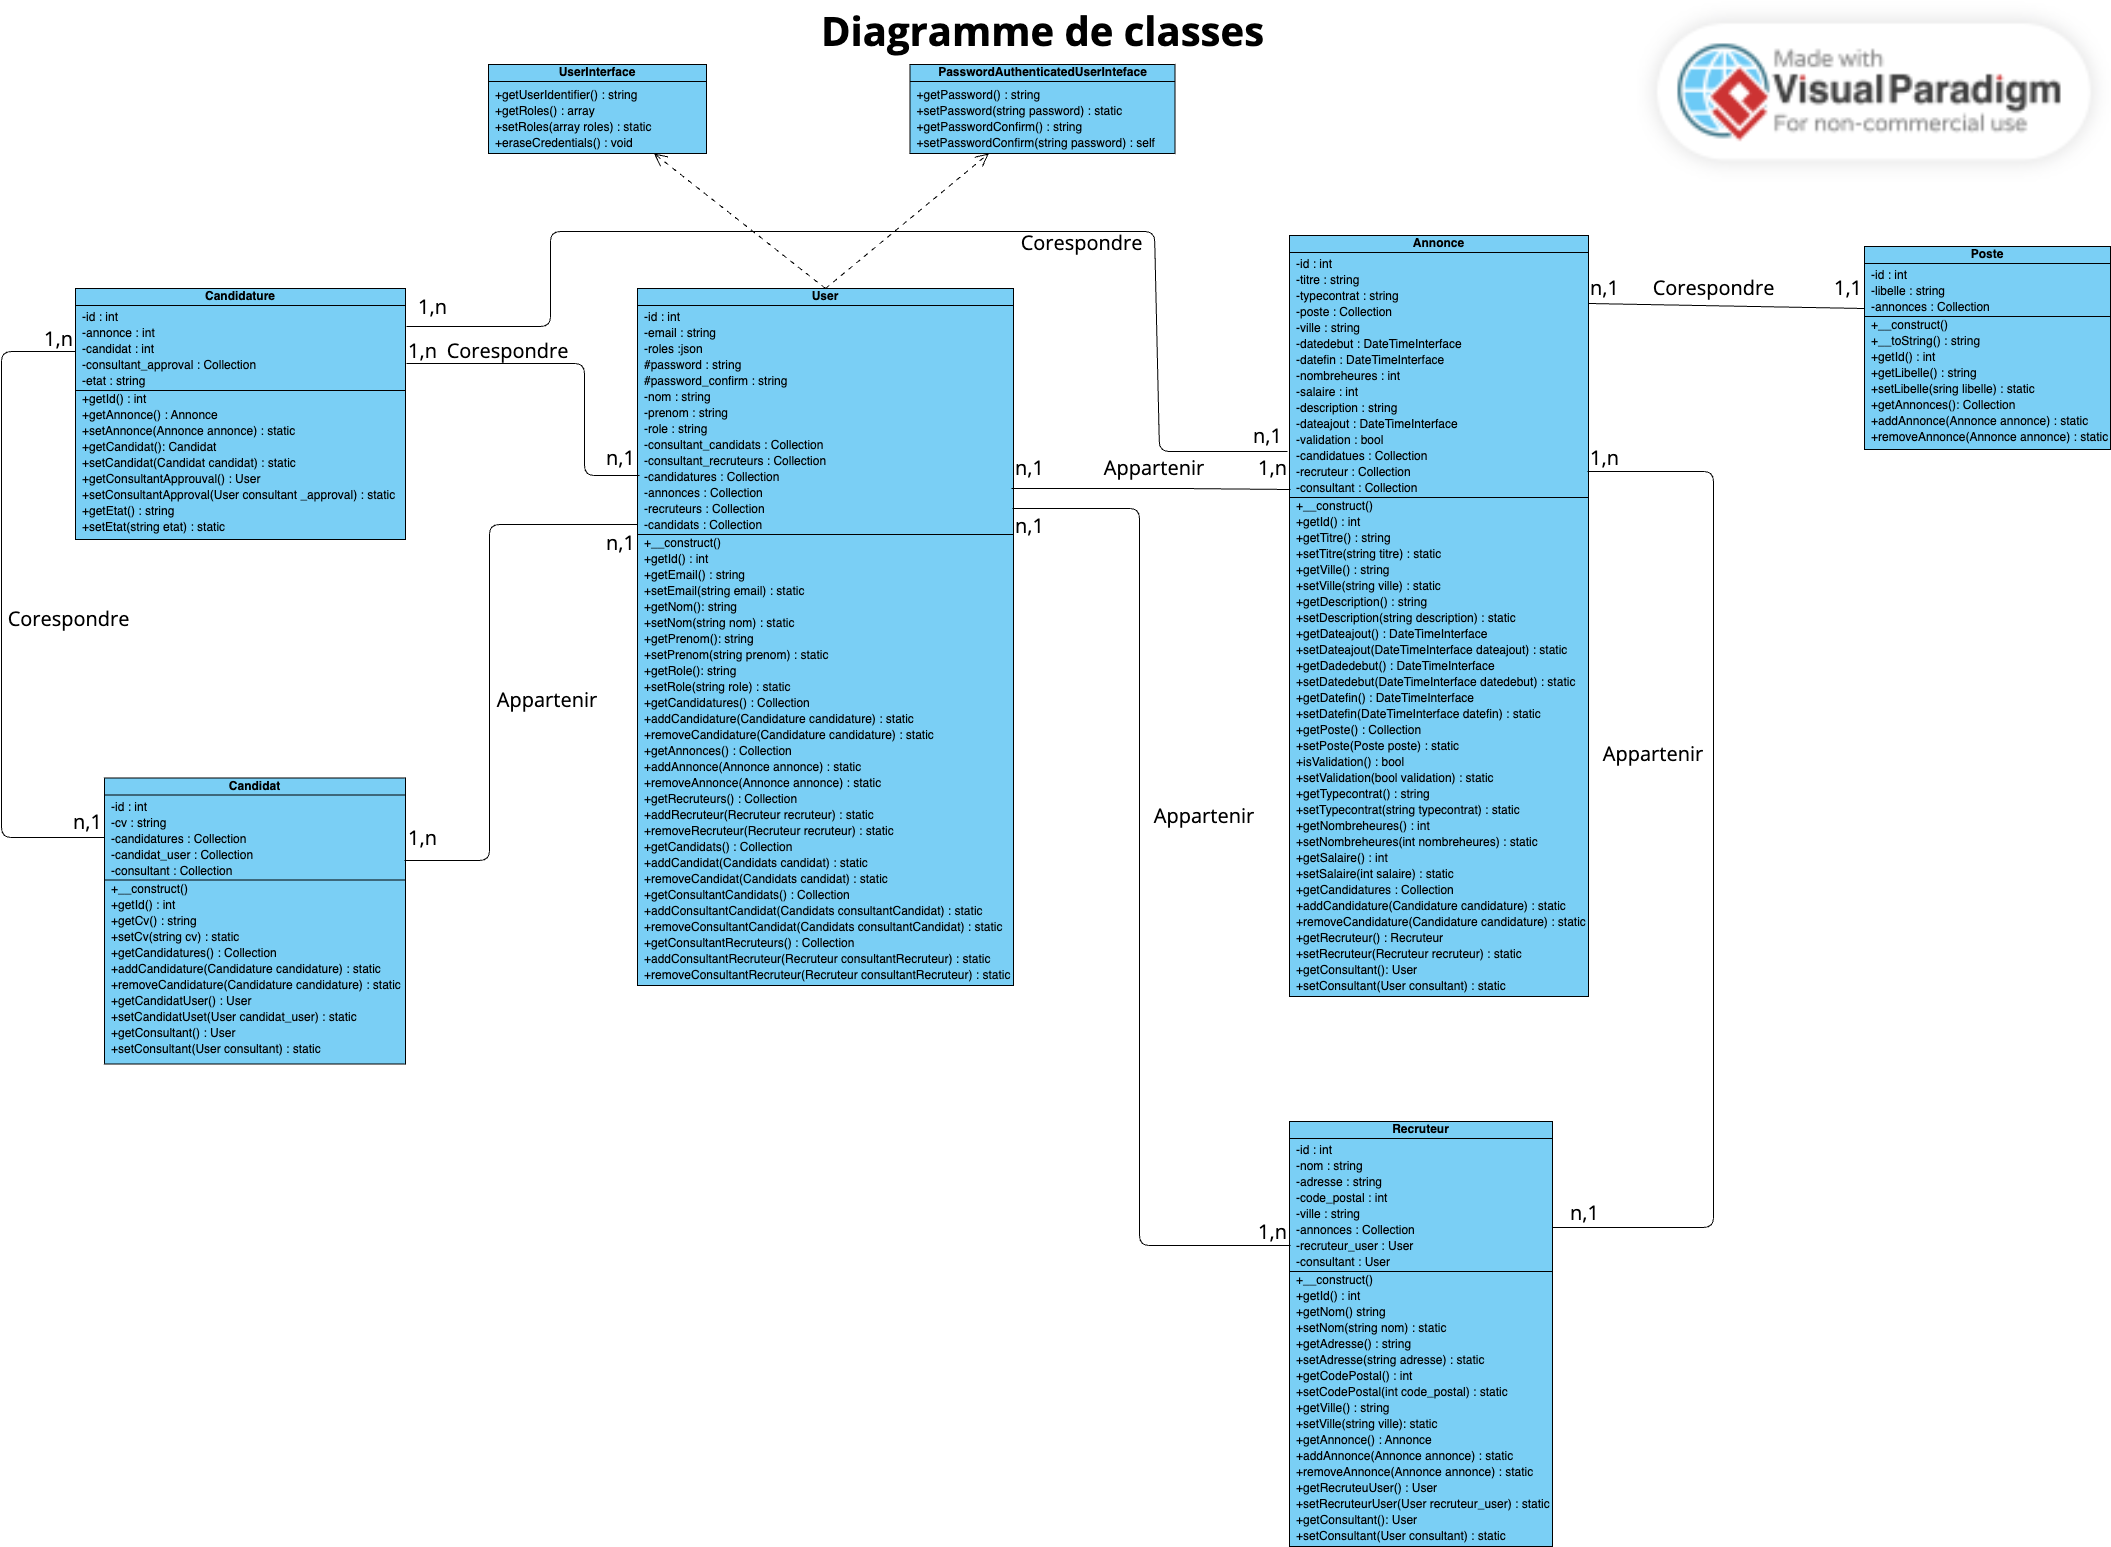 Diagramme de classes
Made with
Visual Paradigm
For non-commercial use
UserInterface
+getUserIdentifier() : string
+getRoles() : array
+setRoles(array roles) : static
+eraseCredentials() : void
PasswordAuthenticatedUserInteface
+getPassword() : string
+setPassword(string password) : static
+getPasswordConfirm() : string
+setPasswordConfirm(string password) : self
Corespondre
1,n
n,1
1,n
Corespondre
n,1
1,n
Corespondre
n,1
1,n
Appartenir
n,1
n,1
Appartenir
1,n
n,1
Appartenir
1,n
n,1
Corespondre
1,1
1,n
Appartenir
n,1
Candidature
-id : int
-annonce : int
-candidat : int
-consultant_approval : Collection
-etat : string
+getId() : int
+getAnnonce() : Annonce
+setAnnonce(Annonce annonce) : static
+getCandidat(): Candidat
+setCandidat(Candidat candidat) : static
+getConsultantApprouval() : User
+setConsultantApproval(User consultant _approval) : static
+getEtat() : string
+setEtat(string etat) : static
User
-id : int
-email : string
-roles :json
#password : string
#password_confirm : string
-nom : string
-prenom : string
-role : string
-consultant_candidats : Collection
-consultant_recruteurs : Collection
-candidatures : Collection
-annonces : Collection
-recruteurs : Collection
-candidats : Collection
+__construct()
+getId() : int
+getEmail() : string
+setEmail(string email) : static
+getNom(): string
+setNom(string nom) : static
+getPrenom(): string
+setPrenom(string prenom) : static
+getRole(): string
+setRole(string role) : static
+getCandidatures() : Collection
+addCandidature(Candidature candidature) : static
+removeCandidature(Candidature candidature) : static
+getAnnonces() : Collection
+addAnnonce(Annonce annonce) : static
+removeAnnonce(Annonce annonce) : static
+getRecruteurs() : Collection
+addRecruteur(Recruteur recruteur) : static
+removeRecruteur(Recruteur recruteur) : static
+getCandidats() : Collection
+addCandidat(Candidats candidat) : static
+removeCandidat(Candidats candidat) : static
+getConsultantCandidats() : Collection
+addConsultantCandidat(Candidats consultantCandidat) : static
+removeConsultantCandidat(Candidats consultantCandidat) : static
+getConsultantRecruteurs() : Collection
+addConsultantRecruteur(Recruteur consultantRecruteur) : static
+removeConsultantRecruteur(Recruteur consultantRecruteur) : static
Annonce
-id : int
-titre : string
-typecontrat : string
-poste : Collection
-ville : string
-datedebut : DateTimeInterface
-datefin : DateTimeInterface
-nombreheures : int
-salaire : int
-description : string
-dateajout : DateTimeInterface
-validation : bool
-candidatues : Collection
-recruteur : Collection
-consultant : Collection
+__construct()
+getId() : int
+getTitre() : string
+setTitre(string titre) : static
+getVille() : string
+setVille(string ville) : static
+getDescription() : string
+setDescription(string description) : static
+getDateajout() : DateTimeInterface
+setDateajout(DateTimeInterface dateajout) : static
+getDadedebut() : DateTimeInterface
+setDatedebut(DateTimeInterface datedebut) : static
+getDatefin() : DateTimeInterface
+setDatefin(DateTimeInterface datefin) : static
+getPoste() : Collection
+setPoste(Poste poste) : static
+isValidation() : bool
+setValidation(bool validation) : static
+getTypecontrat() : string
+setTypecontrat(string typecontrat) : static
+getNombreheures() : int
+setNombreheures(int nombreheures) : static
+getSalaire() : int
+setSalaire(int salaire) : static
+getCandidatures : Collection
+addCandidature(Candidature candidature) : static
+removeCandidature(Candidature candidature) : static
+getRecruteur() : Recruteur
+setRecruteur(Recruteur recruteur) : static
+getConsultant(): User
+setConsultant(User consultant) : static
Poste
-id : int
-libelle : string
-annonces : Collection
+__construct()
+__toString() : string
+getId() : int
+getLibelle() : string
+setLibelle(sring libelle) : static
+getAnnonces(): Collection
+addAnnonce(Annonce annonce) : static
+removeAnnonce(Annonce annonce) : static
Candidat
-id : int
-cv : string
-candidatures : Collection
-candidat_user : Collection
-consultant : Collection
+__construct()
+getId() : int
+getCv() : string
+setCv(string cv) : static
+getCandidatures() : Collection
+addCandidature(Candidature candidature) : static
+removeCandidature(Candidature candidature) : static
+getCandidatUser() : User
+setCandidatUset(User candidat_user) : static
+getConsultant() : User
+setConsultant(User consultant) : static
Recruteur
-id : int
-nom : string
-adresse : string
-code_postal : int
-ville : string
-annonces : Collection
-recruteur_user : User
-consultant : User
+__construct()
+getId() : int
+getNom() string
+setNom(string nom) : static
+getAdresse() : string
+setAdresse(string adresse) : static
+getCodePostal() : int
+setCodePostal(int code_postal) : static
+getVille() : string
+setVille(string ville): static
+getAnnonce() : Annonce
+addAnnonce(Annonce annonce) : static
+removeAnnonce(Annonce annonce) : static
+getRecruteuUser() : User
+setRecruteurUser(User recruteur_user) : static
+getConsultant(): User
+setConsultant(User consultant) : static